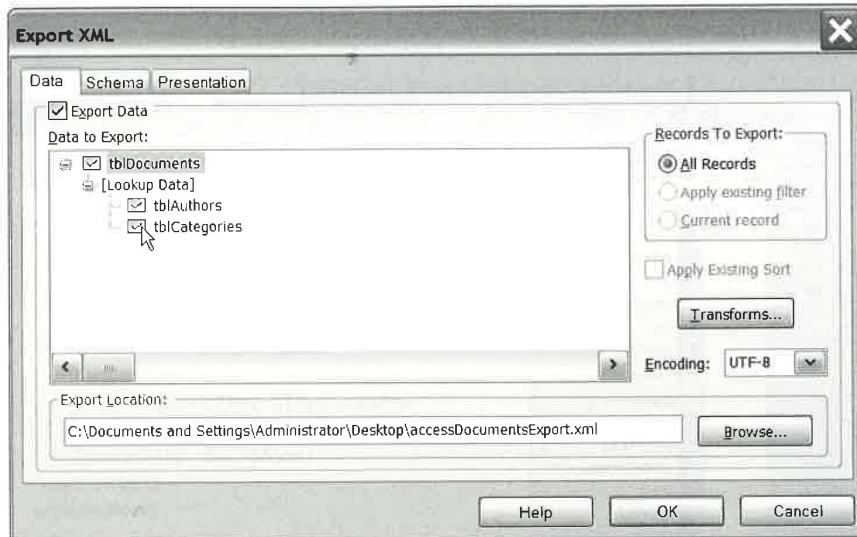 Export XML
Data Schema Presentation
Export Data
Data to Export:
tblDocuments
[Lookup Data]
tblAuthors
tblCategories
Records To Export:
All Records
Apply existing filter
Current record
Apply Existing Sort
Transforms...
Encoding: UTF-8
Export Location:
C:\Documents and Settings\Administrator\Desktop\accessDocumentsExport.xml
Browse...
Help OK Cancel